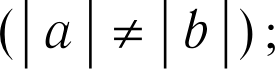 (| a | ≠ | b |) ;